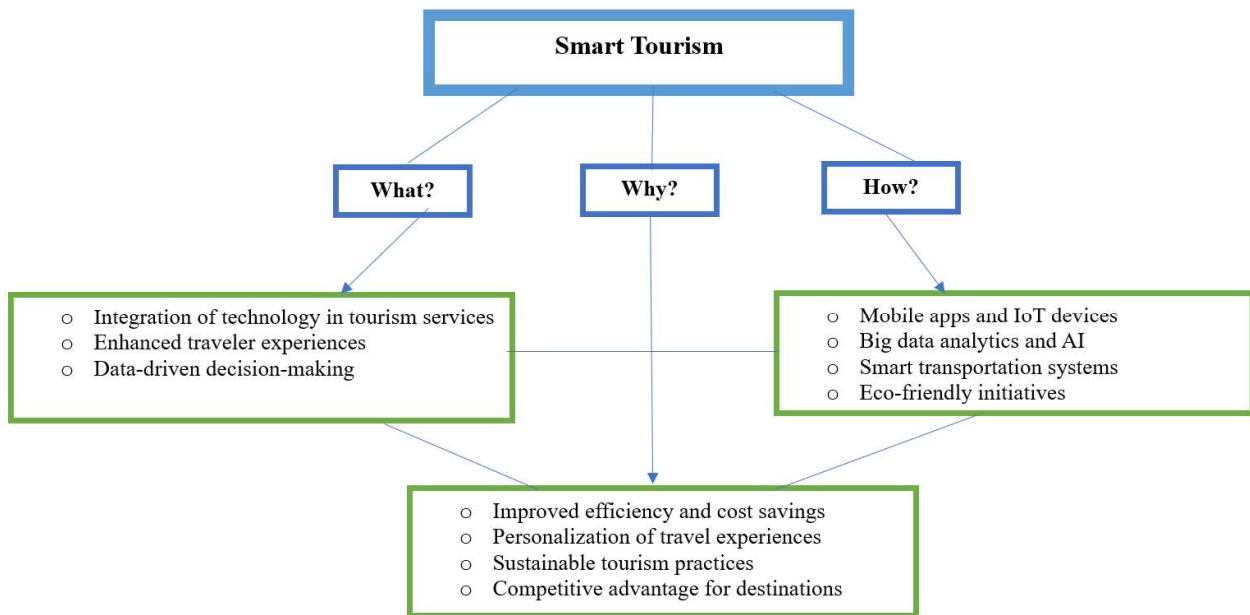 Smart Tourism
What?
Why?
How?
o Integration of technology in tourism services
o Enhanced traveler experiences
o Data-driven decision-making
o Mobile apps and IoT devices
o Big data analytics and AI
o Smart transportation systems
o Eco-friendly initiatives
o Improved efficiency and cost savings
o Personalization of travel experiences
o Sustainable tourism practices
o Competitive advantage for destinations